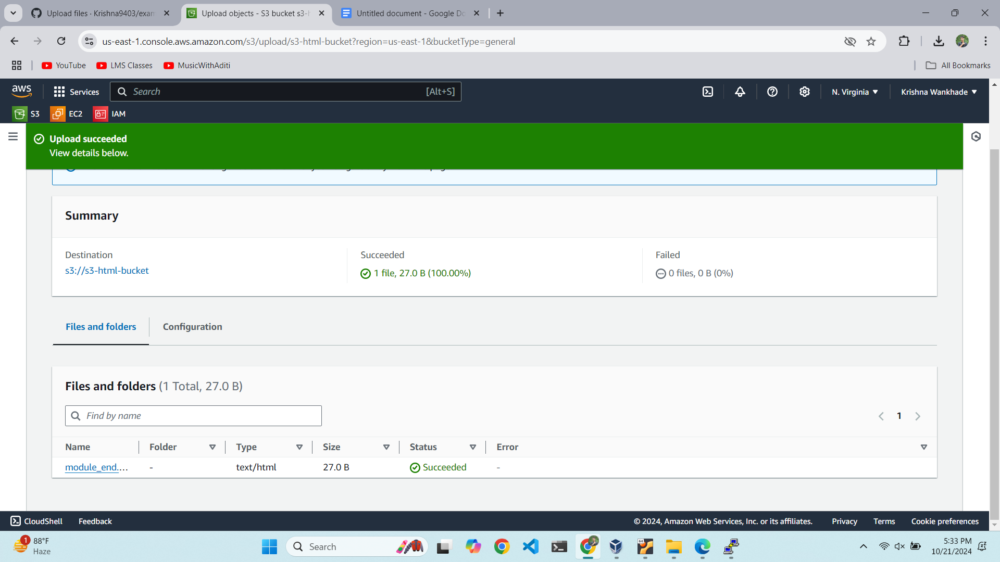 Upload files · Krishna9403/exam
Upload objects - S3 bucket s3-h
Untitled document - Google Do
us-east-1.console.aws.amazon.com/s3/upload/s3-html-bucket?region=us-east-1&bucketType=general
YouTube
LMS Classes
MusicWithAditi
All Bookmarks
aws
Services
Search
[Alt+S]
N. Virginia
Krishna Wankhade
S3
EC2
IAM
Upload succeeded
View details below.
Summary
Destination
Succeeded
Failed
s3://s3-html-bucket
1 file, 27.0 B (100.00%)
0 files, 0 B (0%)
Files and folders
Configuration
Files and folders (1 Total, 27.0 B)
Find by name
1
Name
Folder
Type
Size
Status
Error
module_end....
-
text/html
27.0 B
Succeeded
-
CloudShell
Feedback
© 2024, Amazon Web Services, Inc. or its affiliates.
Privacy
Terms
Cookie preferences
1
88°F
Haze
Search
64
5:33 PM
10/21/2024